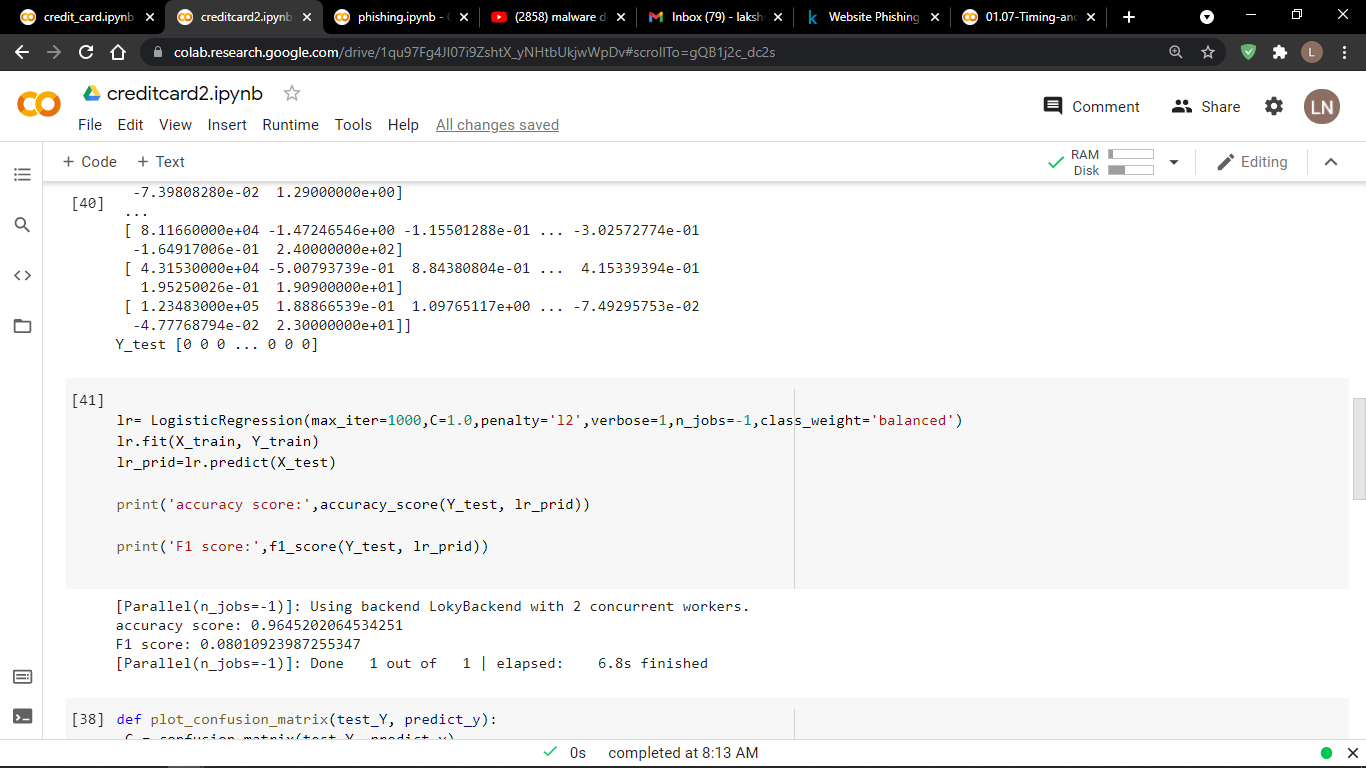 credit_card.ipynb
creditcard2.ipynb
phishing.ipynb - 
(2858) malware d
Inbox (79) - laksh
Website Phishing
01.07-Timing-and
colab.research.google.com/drive/1qu97Fg4JI07i9ZshtX_yNHtbUkjwWpDv#scrollTo=gQB1j2c_dc2s
L
creditcard2.ipynb
Comment
Share
LN
File Edit View Insert Runtime Tools Help All changes saved
+ Code + Text
RAM
Disk
Editing
-7.39808280e-02 1.29000000e+00]
[40]
...
[ 8.11660000e+04 -1.47246546e+00 -1.15501288e-01 ... -3.02572774e-01
-1.64917006e-01 2.40000000e+02]
[ 4.31530000e+04 -5.00793739e-01 8.84380804e-01 ... 4.15339394e-01
1.95250026e-01 1.90900000e+01]
[ 1.23483000e+05 1.88866539e-01 1.09765117e+00 ... -7.49295753e-02
-4.77768794e-02 2.30000000e+01]]
Y_test [0 0 0 ... 0 0 0]
[41]
lr= LogisticRegression(max_iter=1000,C=1.0,penalty='l2',verbose=1,n_jobs=-1,class_weight='balanced')
lr.fit(X_train, Y_train)
lr_prid=lr.predict(X_test)
print('accuracy score:',accuracy_score(Y_test, lr_prid))
print('F1 score:',f1_score(Y_test, lr_prid))
[Parallel(n_jobs=-1)]: Using backend LokyBackend with 2 concurrent workers.
accuracy score: 0.9645202064534251
F1 score: 0.08010923987255347
[Parallel(n_jobs=-1)]: Done 1 out of 1 | elapsed: 6.8s finished
[38] def plot_confusion_matrix(test_Y, predict_y):
C = confusion_matrix(test_Y, predict_y)
0s completed at 8:13 AM